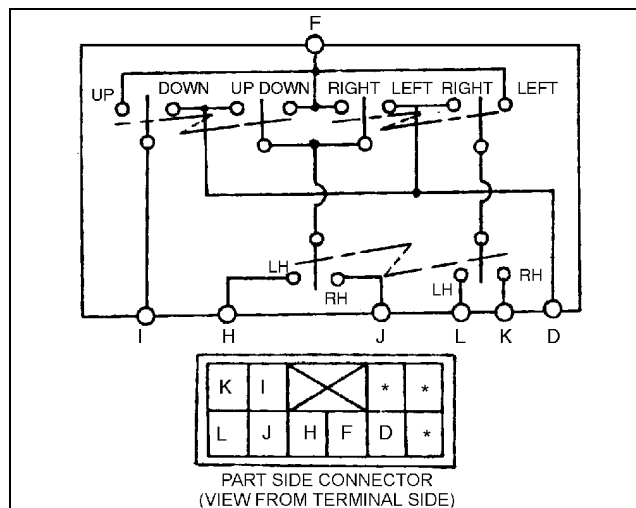 F
UP DOWN UP DOWN RIGHT LEFT RIGHT LEFT
LH RH LH RH
I H J L K D
K I * *
L J H F D *
PART SIDE CONNECTOR
(VIEW FROM TERMINAL SIDE)